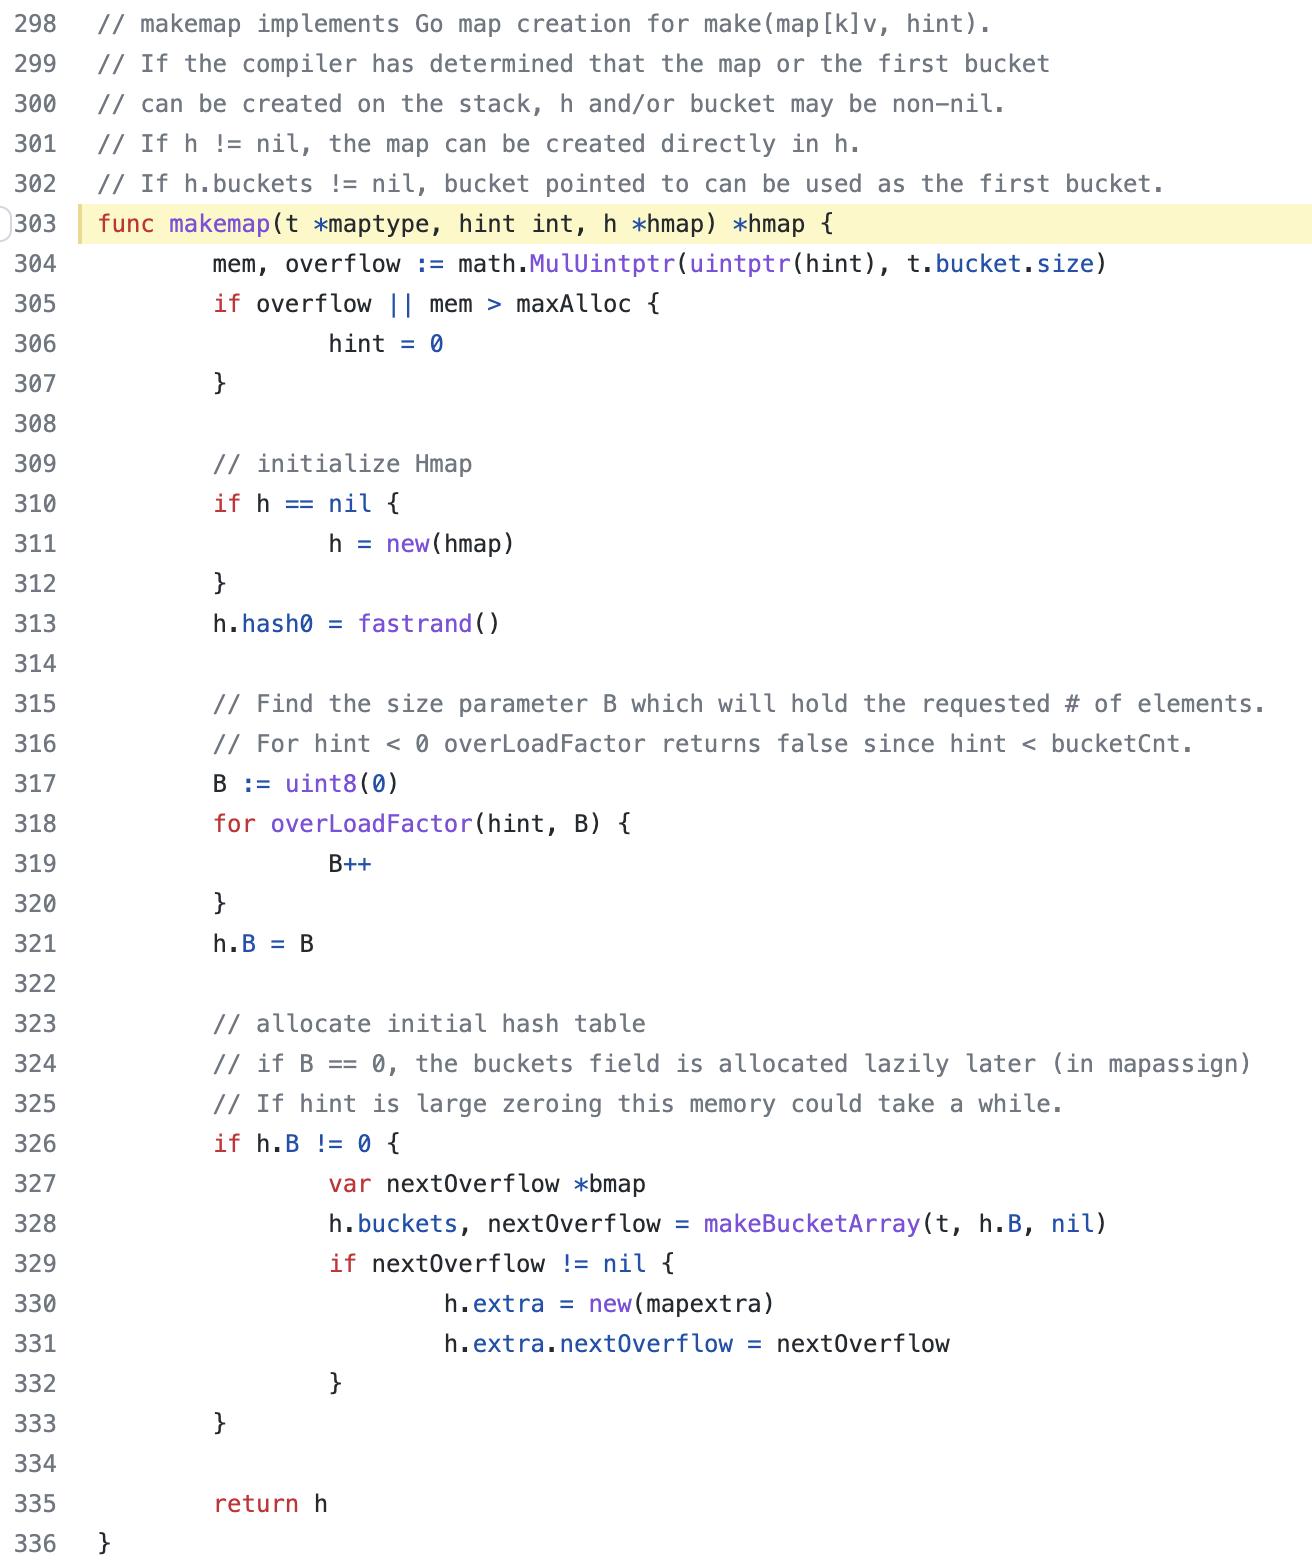 298 // makemap implements Go map creation for make(map[k]v, hint).
299 // If the compiler has determined that the map or the first bucket
300 // can be created on the stack, h and/or bucket may be non-nil.
301 // If h != nil, the map can be created directly in h.
302 // If h.buckets != nil, bucket pointed to can be used as the first bucket.
303 func makemap(t *maptype, hint int, h *hmap) *hmap {
304         mem, overflow := math.MulUintptr(uintptr(hint), t.bucket.size)
305         if overflow || mem > maxAlloc {
306                 hint = 0
307         }
308
309         // initialize Hmap
310         if h == nil {
311                 h = new(hmap)
312         }
313         h.hash0 = fastrand()
314
315         // Find the size parameter B which will hold the requested # of elements.
316         // For hint < 0 overLoadFactor returns false since hint < bucketCnt.
317         B := uint8(0)
318         for overLoadFactor(hint, B) {
319                 B++
320         }
321         h.B = B
322
323         // allocate initial hash table
324         // if B == 0, the buckets field is allocated lazily later (in mapassign)
325         // If hint is large zeroing this memory could take a while.
326         if h.B != 0 {
327                 var nextOverflow *bmap
328                 h.buckets, nextOverflow = makeBucketArray(t, h.B, nil)
329                 if nextOverflow != nil {
330                         h.extra = new(mapextra)
331                         h.extra.nextOverflow = nextOverflow
332                 }
333         }
334
335         return h
336 }